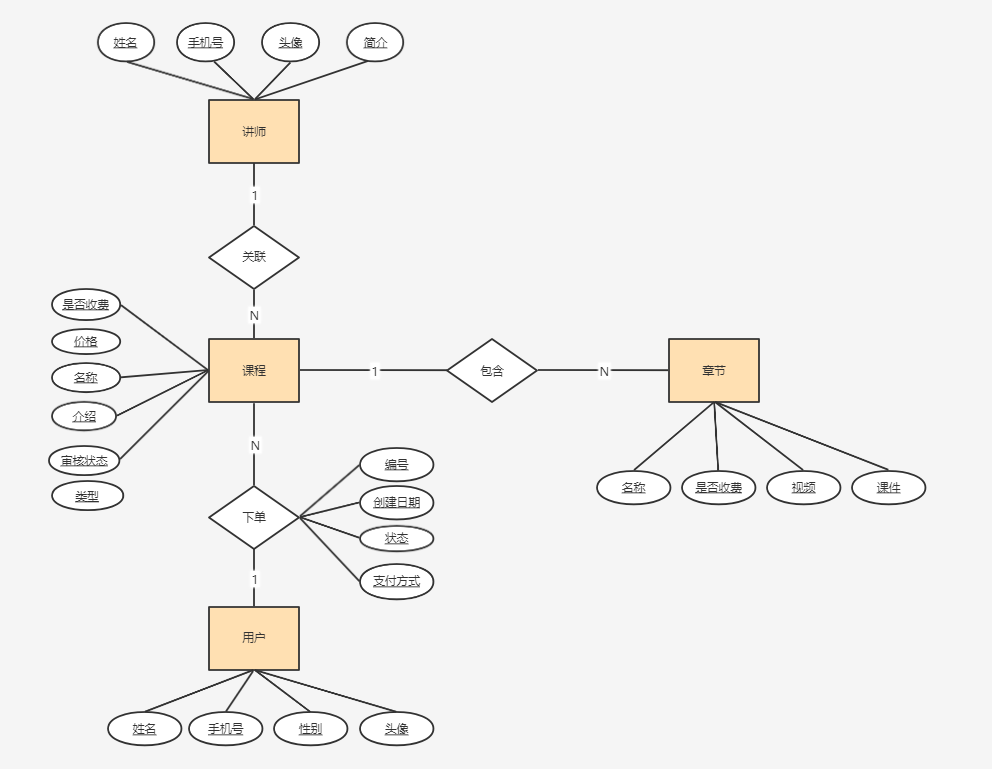 姓名
手机号
头像
简介
讲师
1
关联
N
是否收费
价格
名称
介绍
审核状态
类型
课程
1
包含
N
章节
名称
是否收费
视频
课件
N
下单
编号
创建日期
状态
支付方式
1
用户
姓名
手机号
性别
头像